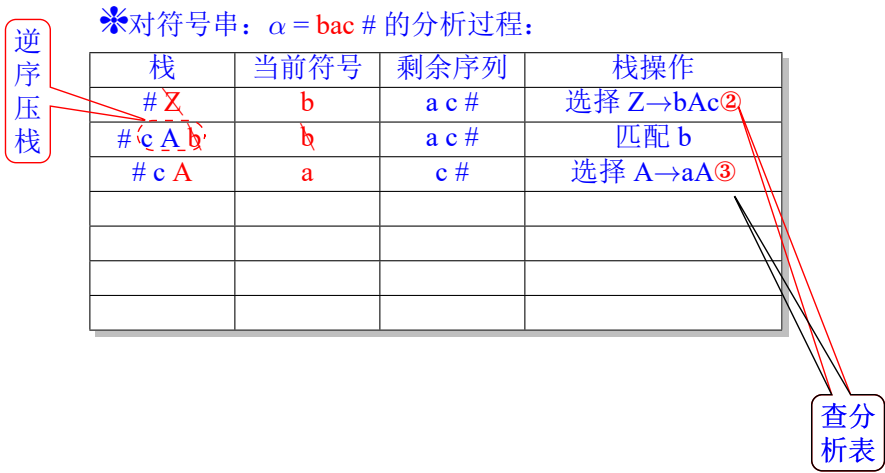 ❇对符号串：α = bac # 的分析过程：
逆序压栈
栈 当前符号 剩余序列 栈操作
# Z b a c # 选择 Z→bAc②
# c A b b a c # 匹配 b
# c A a c # 选择 A→aA③
查分
析表